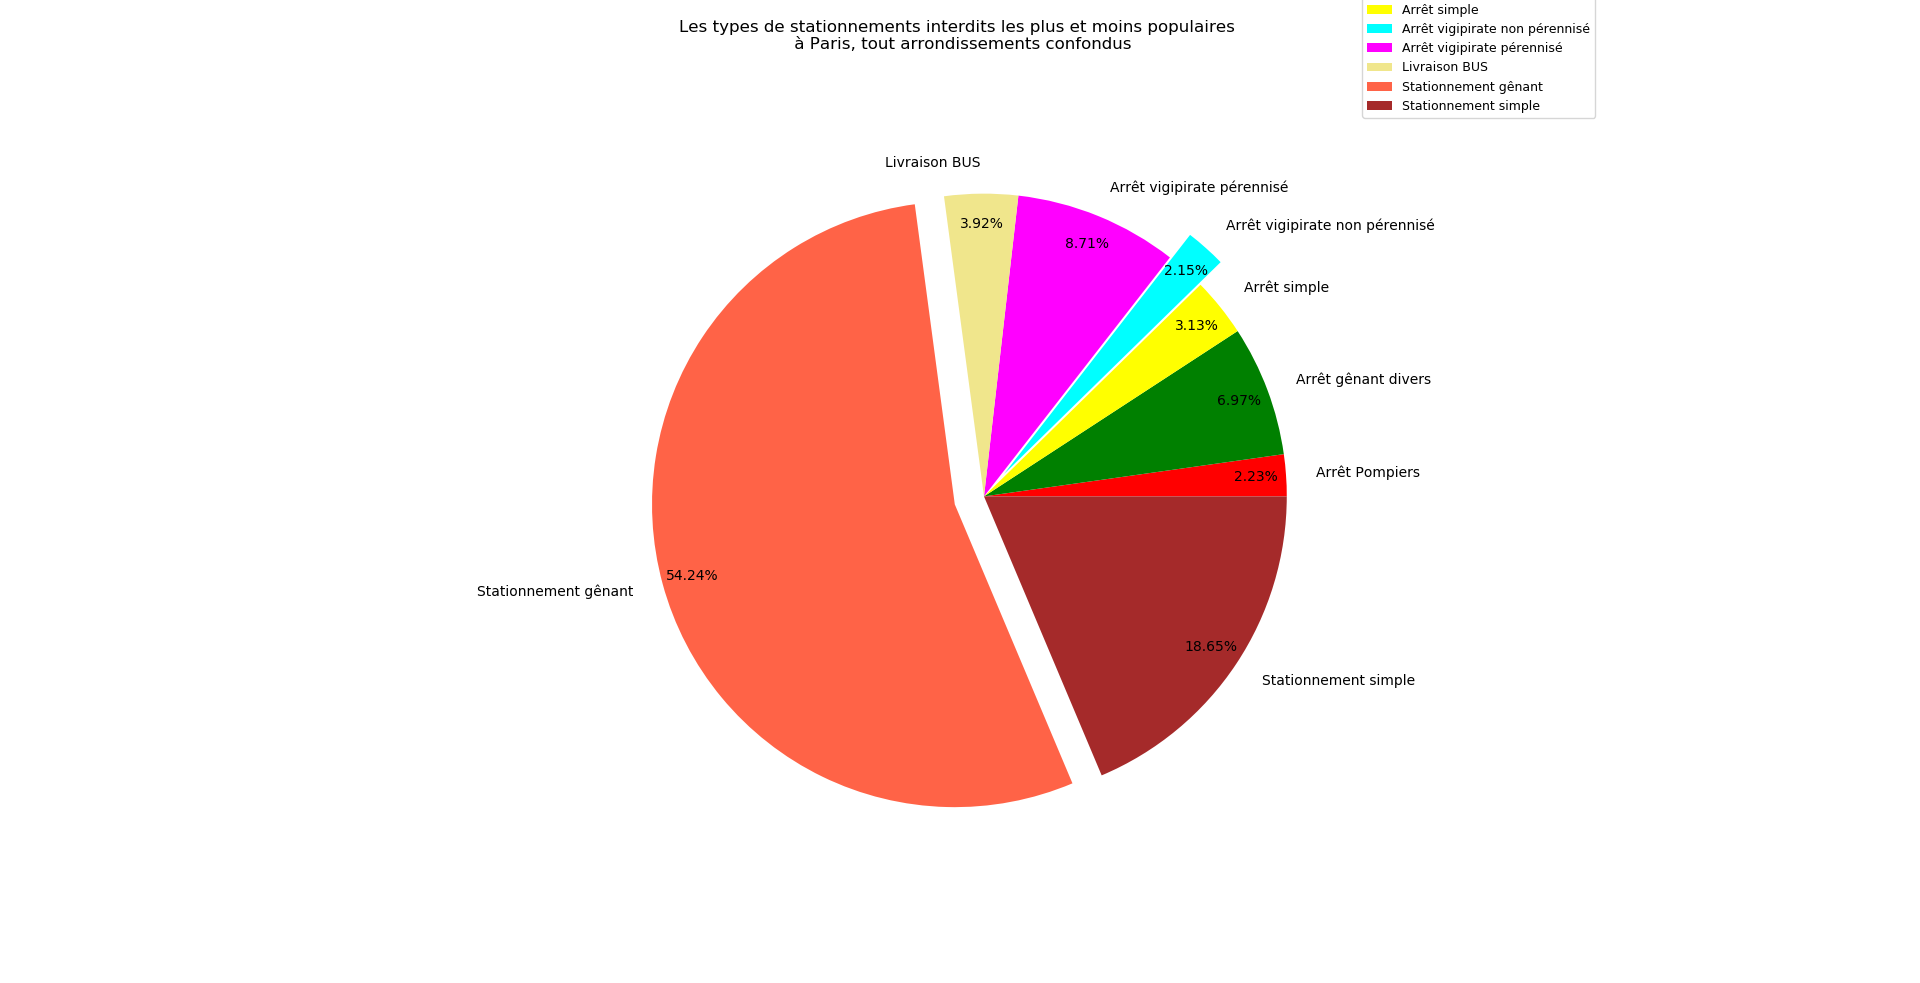 Les types de stationnements interdits les plus et moins populaires
à Paris, tout arrondissements confondus
Arrêt simple
Arrêt vigipirate non pérennisé
Arrêt vigipirate pérennisé
Livraison BUS
Stationnement gênant
Stationnement simple
Livraison BUS
3.92%
Arrêt vigipirate pérennisé
8.71%
Arrêt vigipirate non pérennisé
2.15%
Arrêt simple
3.13%
Arrêt gênant divers
6.97%
Arrêt Pompiers
2.23%
Stationnement gênant
54.24%
Stationnement simple
18.65%